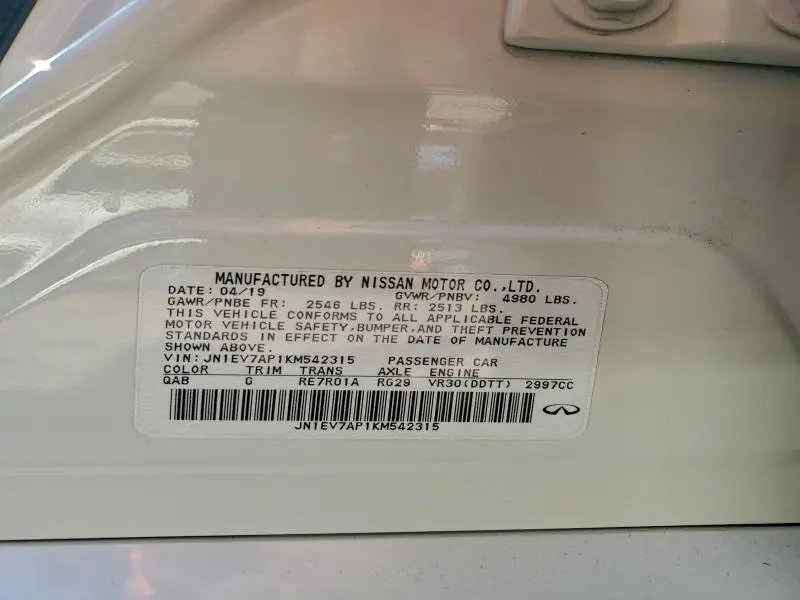 MANUFACTURED BY NISSAN MOTOR CO.,LTD.
DATE: 04/19 GVWR/PNBV: 4980 LBS.
GAWR/PNBE FR: 2546 LBS. RR: 2513 LBS.
THIS VEHICLE CONFORMS TO ALL APPLICABLE FEDERAL
MOTOR VEHICLE SAFETY,BUMPER,AND THEFT PREVENTION
STANDARDS IN EFFECT ON THE DATE OF MANUFACTURE
SHOWN ABOVE.
VIN: JN1EV7AP1KM542315 PASSENGER CAR
COLOR TRIM TRANS AXLE ENGINE
QAB G RE7R01A RG29 VR30(DDTT) 2997CC
JN1EV7AP1KM542315